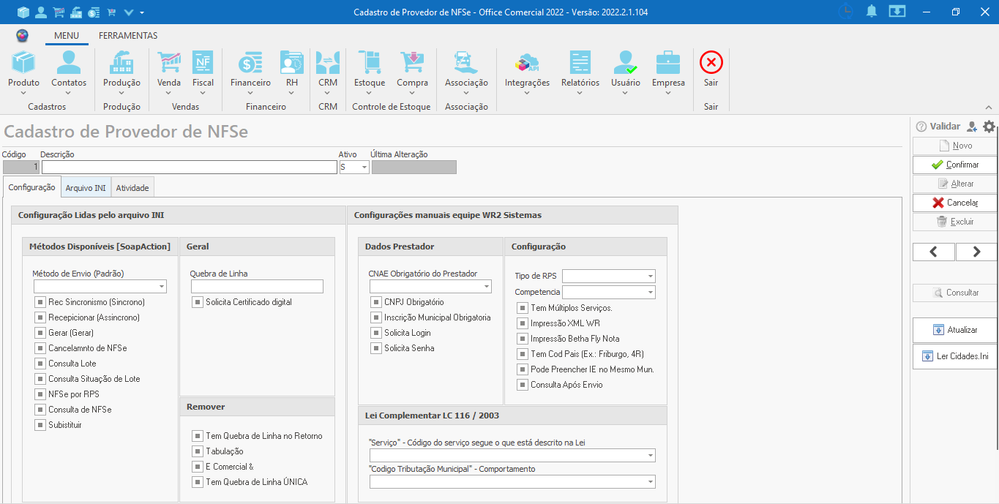 Cadastro de Provedor de NFSe - Office Comercial 2022 - Versão: 2022.2.1.104
MENU FERRAMENTAS
NF API
Produto Contatos Produção Venda Fiscal Financeiro RH CRM Estoque Compra Associação Integrações Relatórios Usuário Empresa Sair
Cadastros Produção Vendas Financeiro CRM Controle de Estoque Associação Sair
Cadastro de Provedor de NFSe
Código Descrição Ativo Última Alteração
1 S
Configuração Arquivo INI Atividade
Configuração Lidas pelo arquivo INI
Métodos Disponíveis [SoapAction]
Método de Envio (Padrão)
Rec Sincronismo (Sincrono)
Recepicionar (Assincrono)
Gerar (Gerar)
Cancelamnto de NFSe
Consulta Lote
Consulta Situação de Lote
NFSe por RPS
Consulta de NFSe
Substituir
Geral
Quebra de Linha
Solicita Certificado digital
Remover
Tem Quebra de Linha no Retorno
Tabulação
E Comercial &
Tem Quebra de Linha ÚNICA
Configurações manuais equipe WR2 Sistemas
Dados Prestador
CNAE Obrigatório do Prestador
CNPJ Obrigatório
Inscrição Municipal Obrigatoria
Solicita Login
Solicita Senha
Configuração
Tipo de RPS
Competencia
Tem Múltiplos Serviços.
Impressão XML WR
Impressão Betha Fly Nota
Tem Cod Pais (Ex.: Friburgo, 4R)
Pode Preencher IE no Mesmo Mun.
Consulta Após Envio
Lei Complementar LC 116 / 2003
"Serviço" - Código do serviço segue o que está descrito na Lei
"Codigo Tributação Municipal" - Comportamento
Validar
Novo
Confirmar
Alterar
Cancelar
Excluir
Consultar
Atualizar
Ler Cidades.Ini